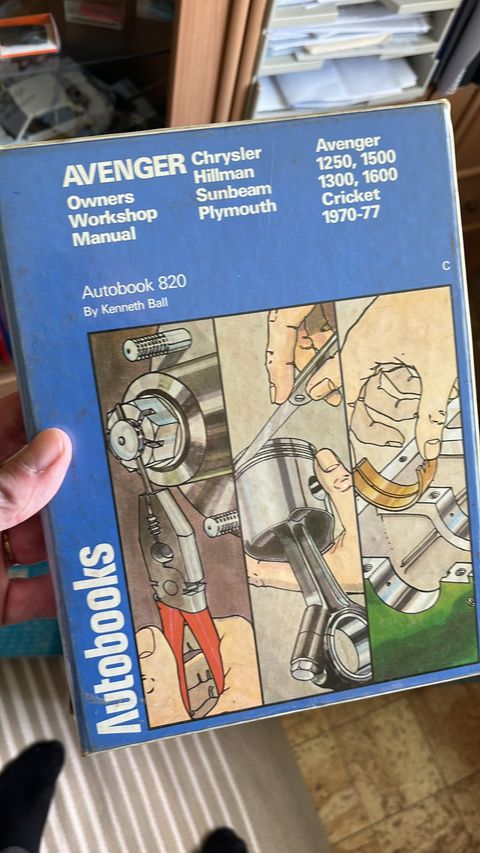 AVENGER
Owners
Workshop
Manual
Chrysler
Hillman
Sunbeam
Plymouth
Avenger
1250, 1500
1300, 1600
Cricket
1970-77
Autobook 820
By Kenneth Ball
C
Autobooks